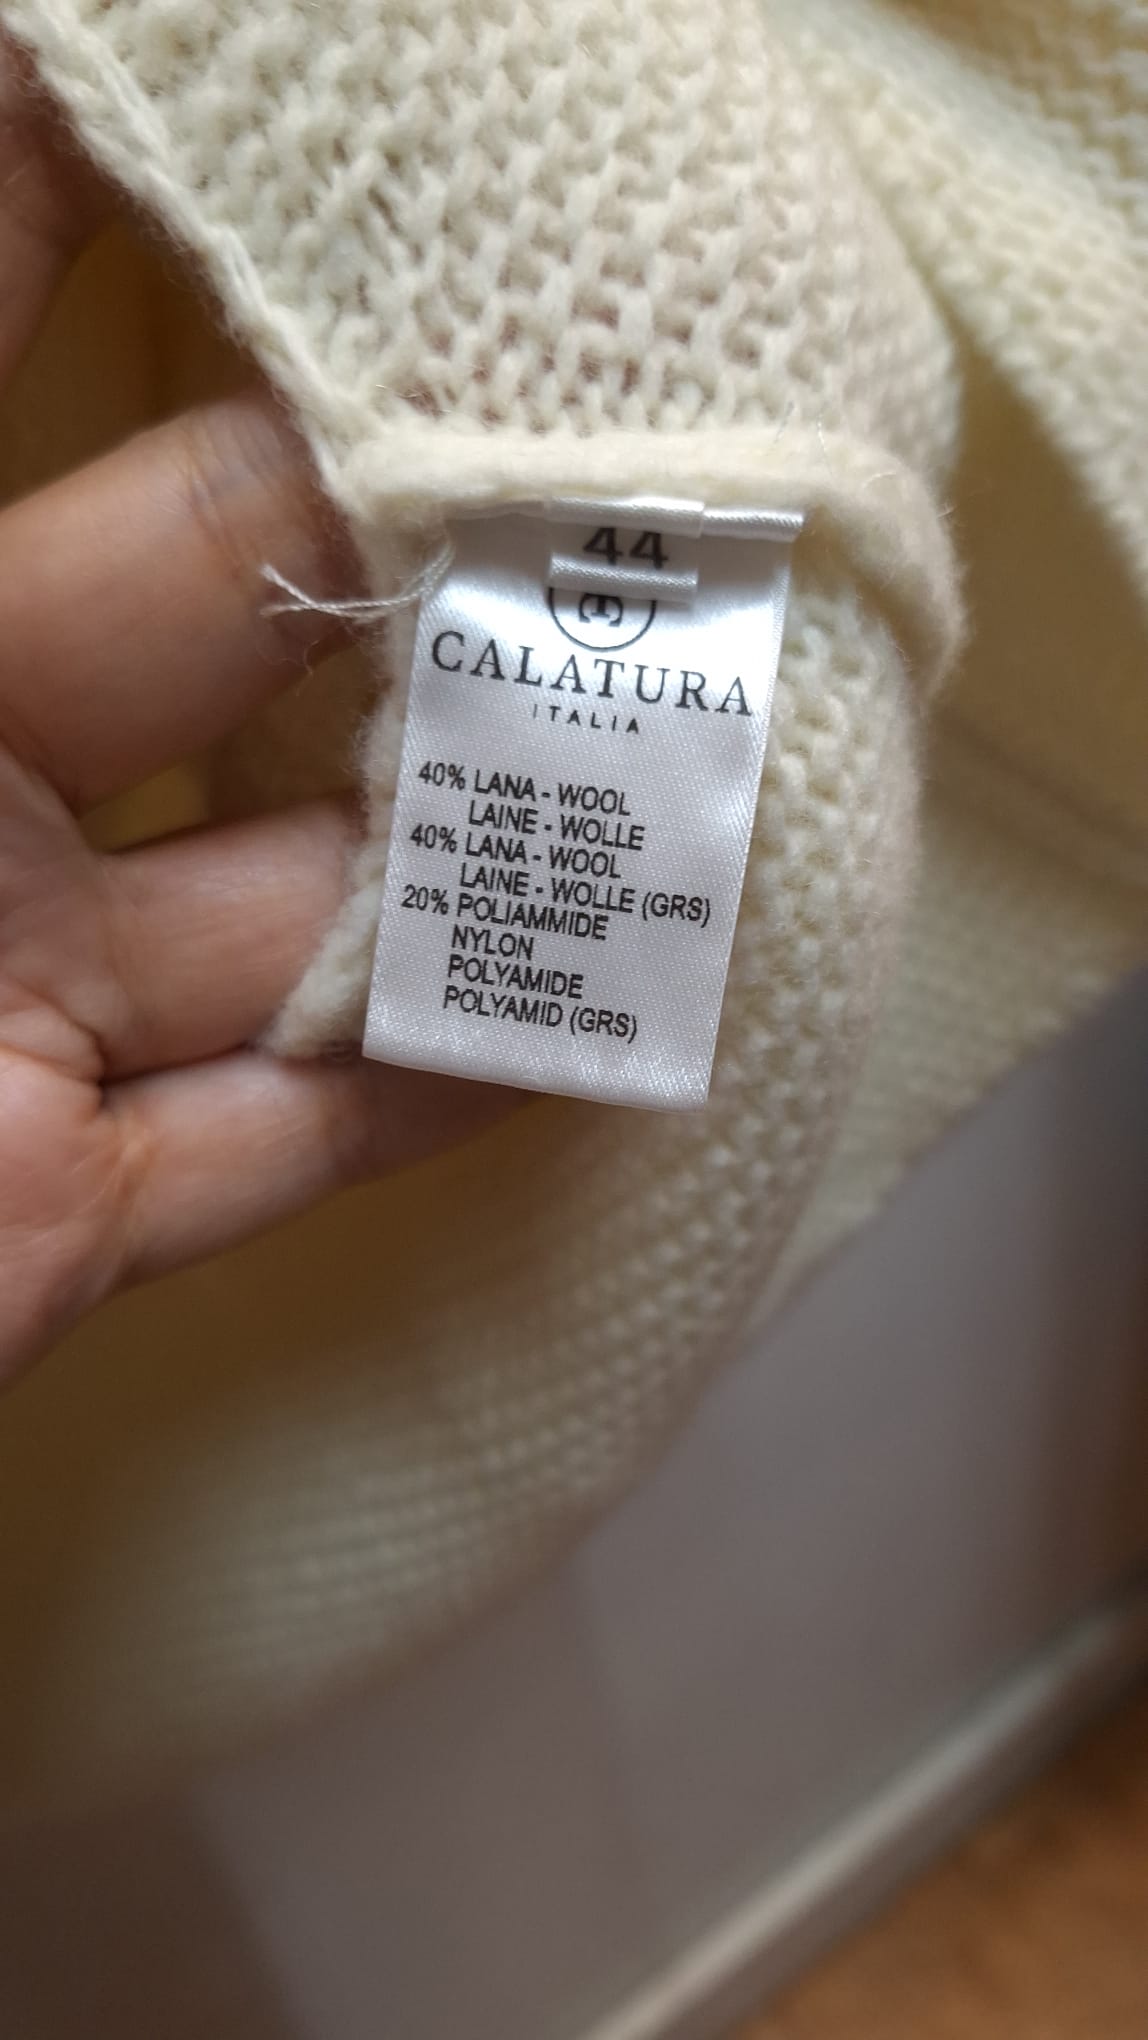 44
CALATURA
ITALIA
40% LANA - WOOL
LAINE - WOLLE
40% LANA - WOOL
LAINE - WOLLE (GRS)
20% POLIAMMIDE
NYLON
POLYAMIDE
POLYAMID (GRS)